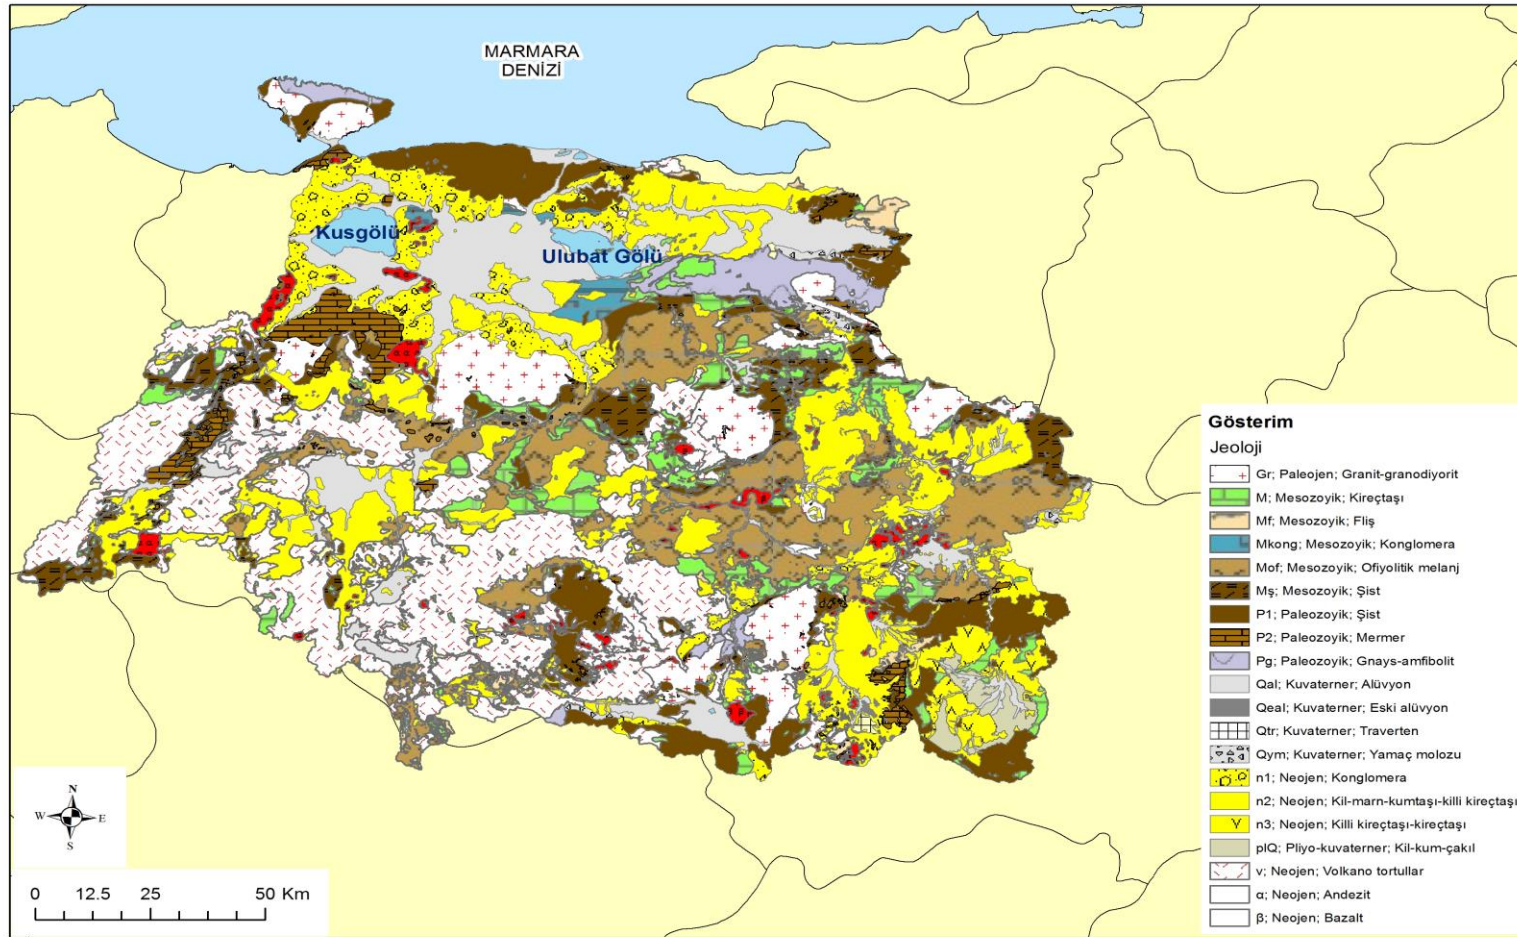 MARMARA
DENİZİ
Kusgölü
Ulubat Gölü
Gösterim
Jeoloji
Gr; Paleojen; Granit-granodiyorit
M; Mesozoyik; Kireçtaşı
Mf; Mesozoyik; Fliş
Mkong; Mesozoyik; Konglomera
Mof; Mesozoyik; Ofiyolitik melanj
Mş; Mesozoyik; Şist
P1; Paleozoyik; Şist
P2; Paleozoyik; Mermer
Pg; Paleozoyik; Gnays-amfibolit
Qal; Kuvaterner; Alüvyon
Qeal; Kuvaterner; Eski alüvyon
Qtr; Kuvaterner; Traverten
Qym; Kuvaterner; Yamaç molozu
n1; Neojen; Konglomera
n2; Neojen; Kil-marn-kumtaşı-killi kireçtaşı
n3; Neojen; Killi kireçtaşı-kireçtaşı
plQ; Pliyo-kuvaterner; Kil-kum-çakıl
v; Neojen; Volkano tortullar
α; Neojen; Andezit
β; Neojen; Bazalt
N
W E
S
0 12.5 25 50 Km